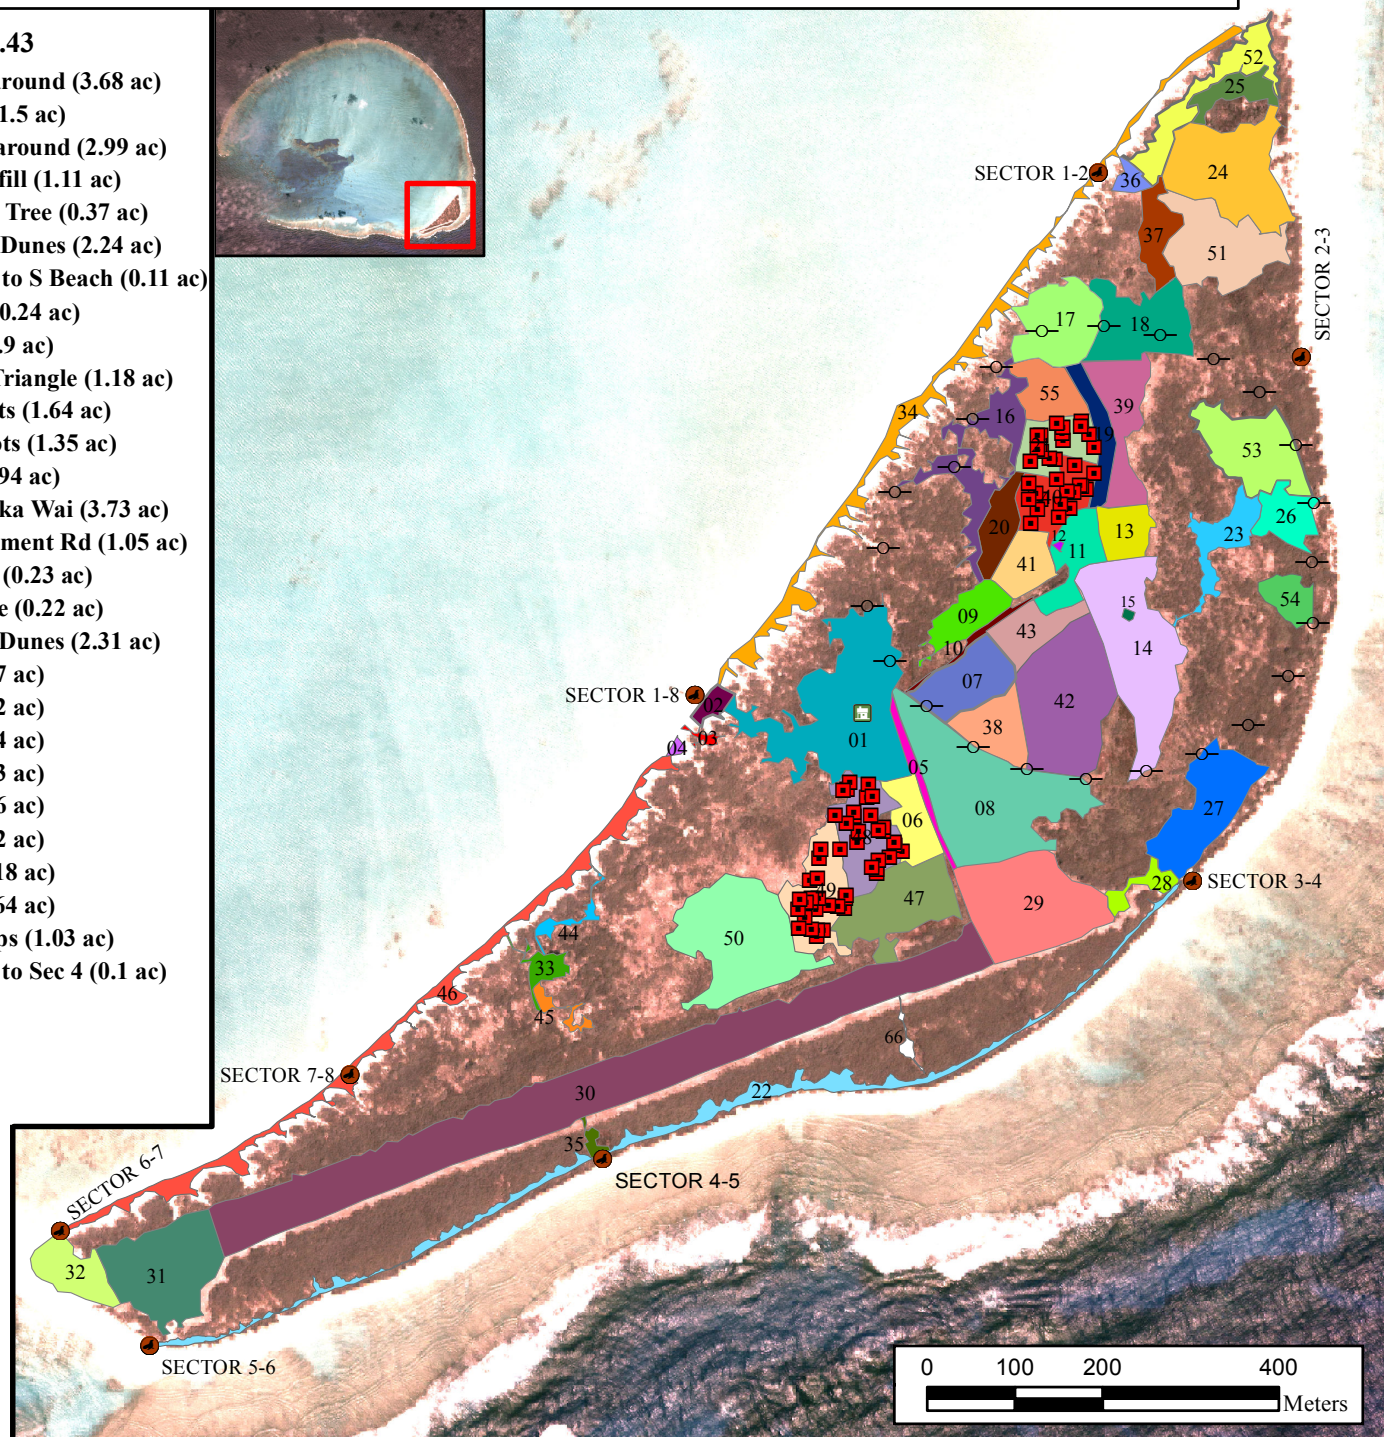 .43
round (3.68 ac)
1.5 ac)
around (2.99 ac)
fill (1.11 ac)
Tree (0.37 ac)
Dunes (2.24 ac)
to S Beach (0.11 ac)
0.24 ac)
.9 ac)
Triangle (1.18 ac)
ts (1.64 ac)
ots (1.35 ac)
94 ac)
ka Wai (3.73 ac)
ment Rd (1.05 ac)
(0.23 ac)
e (0.22 ac)
Dunes (2.31 ac)
7 ac)
2 ac)
4 ac)
3 ac)
6 ac)
2 ac)
18 ac)
64 ac)
ps (1.03 ac)
to Sec 4 (0.1 ac)
52
25
SECTOR 1-2
36
24
37
51
SECTOR 2-3
17
18
55
39
34
16
9
53
40
20
12
11
13
23
26
41
15
54
09
43
10
14
07
42
SECTOR 1-8
02
38
03
04
01
05
08
27
06
28
SECTOR 3-4
49
47
29
50
44
33
46
45
66
SECTOR 7-8
30
22
35
SECTOR 4-5
SECTOR 6-7
32
31
SECTOR 5-6
0 100 200 400
Meters